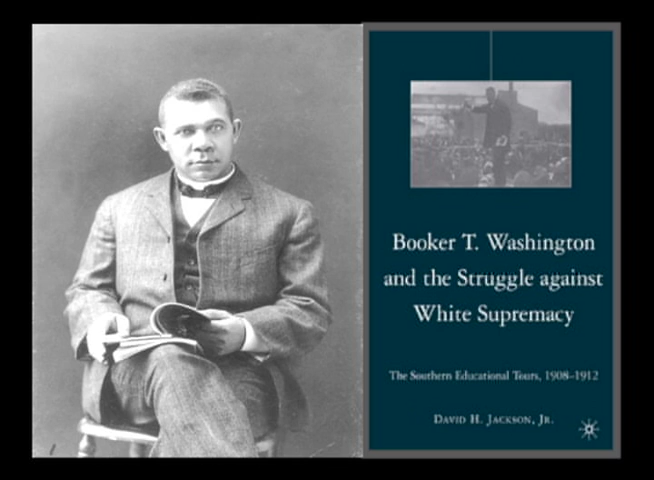 Booker T. Washington
and the Struggle against
White Supremacy
The Southern Educational Tours, 1908–1912
David H. Jackson, Jr.